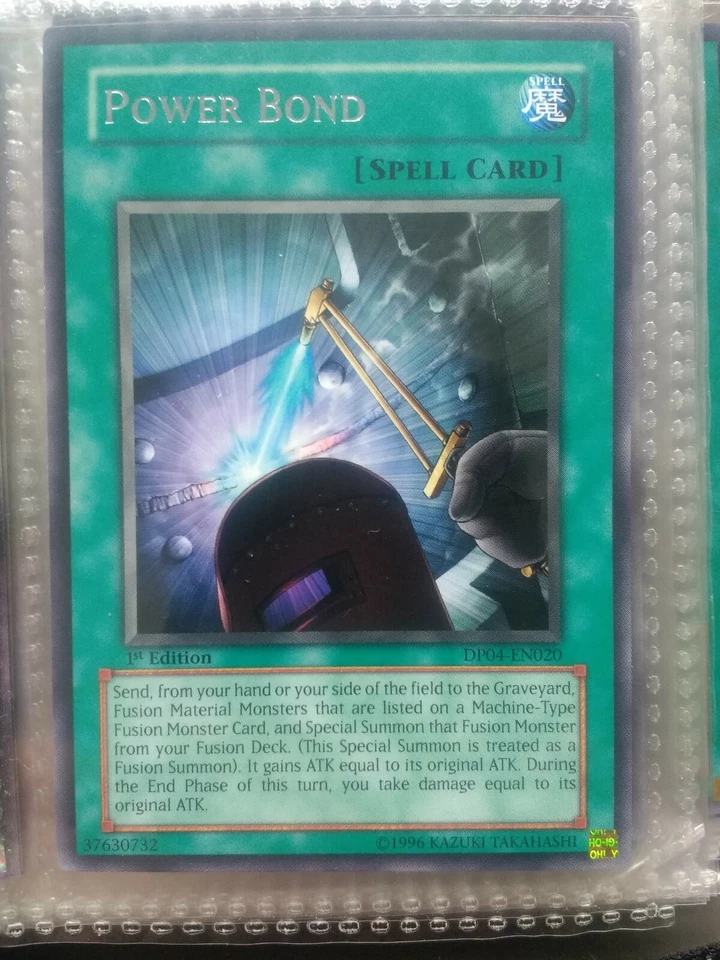 POWER BOND
SPELL
魔
[SPELL CARD]
1st Edition
DP04-EN020
Send, from your hand or your side of the field to the Graveyard,
Fusion Material Monsters that are listed on a Machine-Type
Fusion Monster Card, and Special Summon that Fusion Monster
from your Fusion Deck. (This Special Summon is treated as a
Fusion Summon). It gains ATK equal to its original ATK. During
the End Phase of this turn, you take damage equal to its
original ATK.
37630732
©1996 KAZUKI TAKAHASHI